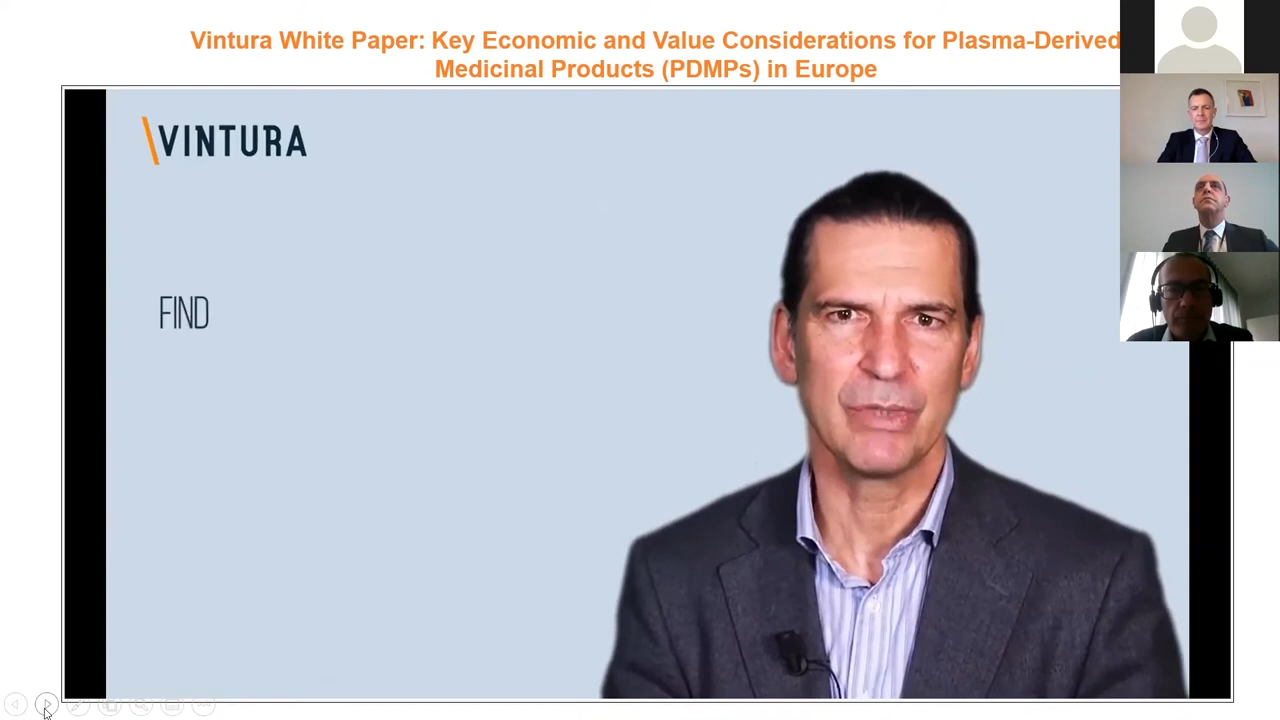 Vintura White Paper: Key Economic and Value Considerations for Plasma-Derived
Medicinal Products (PDMPs) in Europe
VINTURA
FIND